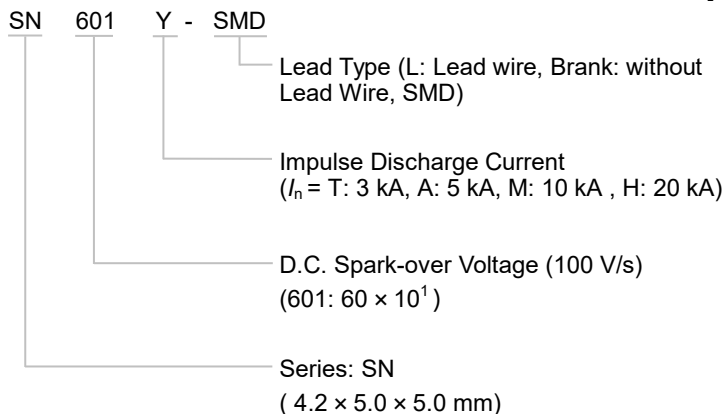 SN 601 Y - SMD
Lead Type (L: Lead wire, Brank: without
Lead Wire, SMD)
Impulse Discharge Current
(Iₙ = T: 3 kA, A: 5 kA, M: 10 kA , H: 20 kA)
D.C. Spark-over Voltage (100 V/s)
(601: 60 × 10¹ )
Series: SN
( 4.2 × 5.0 × 5.0 mm)